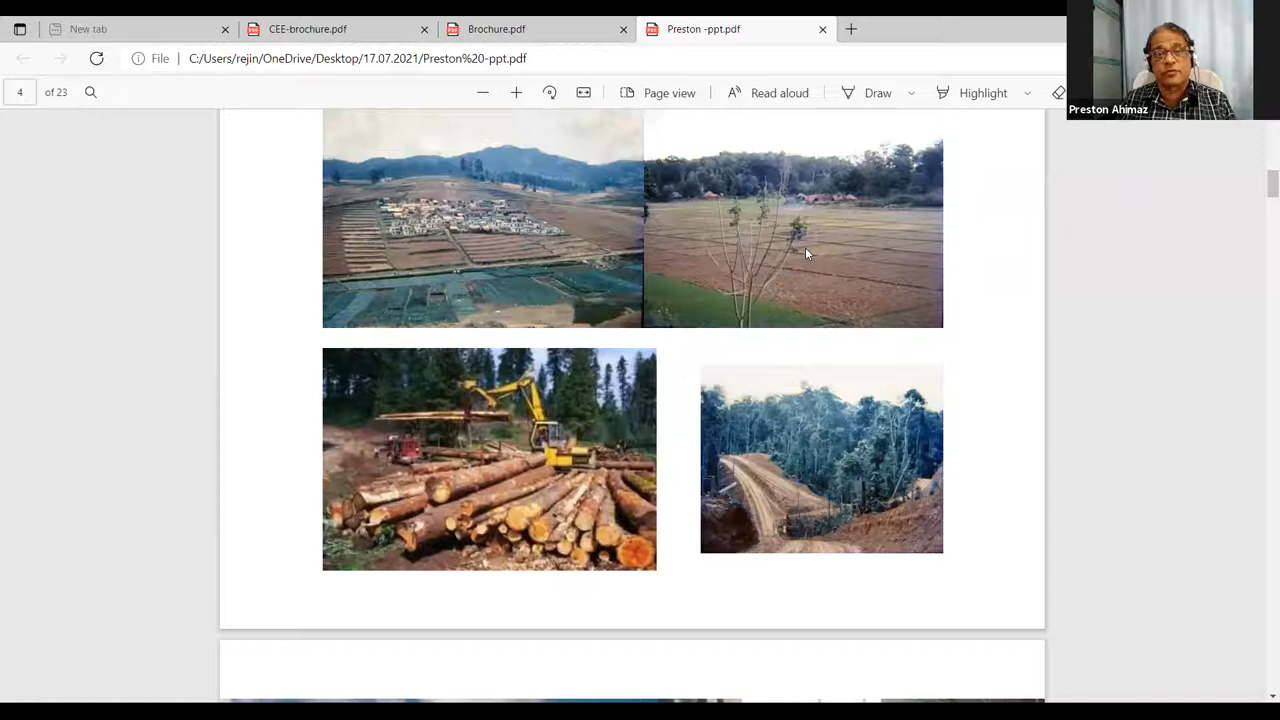 New tab
CEE-brochure.pdf
Brochure.pdf
Preston -ppt.pdf
File
C:/Users/rejin/OneDrive/Desktop/17.07.2021/Preston%20-ppt.pdf
4 of 23
Page view
Read aloud
Draw
Highlight
Preston Ahimaz